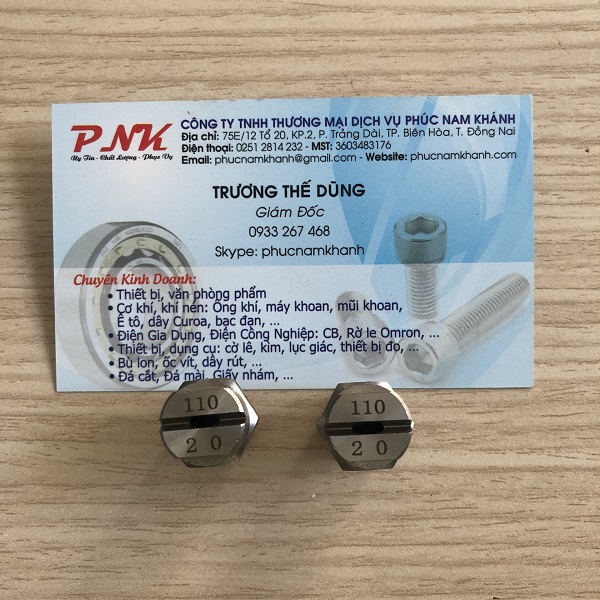 PNK
Uy Tín - Chất Lượng - Phục Vụ
CÔNG TY TNHH THƯƠNG MẠI DỊCH VỤ PHÚC NAM KHÁNH
Địa chỉ: 75E/12 Tổ 20, KP.2, P. Trảng Dài, TP. Biên Hòa, T. Đồng Nai
Điện thoại: 0251 2814 232 - MST: 3603483176
Email: phucnamkhanh@gmail.com - Website: phucnamkhanh.com
TRƯƠNG THẾ DŨNG
Giám Đốc
0933 267 468
Skype: phucnamkhanh
Chuyên Kinh Doanh:
• Thiết bị, văn phòng phẩm
• Cơ khí, khí nén: Ống khí, máy khoan, mũi khoan,
Ê tô, dây Curoa, bạc đạn, ...
• Điện Gia Dụng, Điện Công Nghiệp: CB, Rờ le Omron, ...
• Thiết bị, dụng cụ: cờ lê, kìm, lục giác, thiết bị đo, ...
• Bù lon, ốc vít, dây rút, ...
• Đá cắt, Đá mài, Giấy nhám, ...
110
2 0
110
2 0